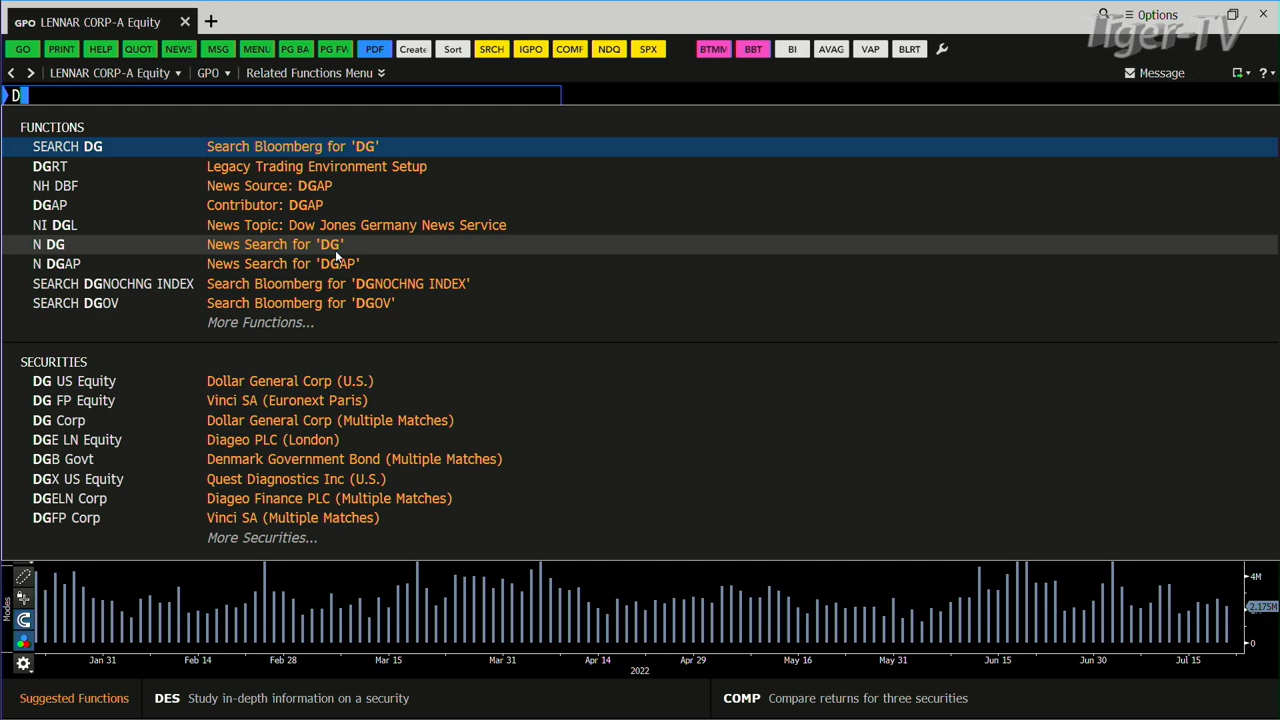 GPO LENNAR CORP-A Equity
Options
Tiger-TV
GO PRINT HELP QUOT NEWS MSG MENU PG BA PG FV PDF Create Sort SRCH IGPO COMF NDQ SPX BTMM BBT BI AVAG VAP BLRT
LENNAR CORP-A Equity GPO Related Functions Menu Message ?
D
FUNCTIONS
SEARCH DG Search Bloomberg for 'DG'
DGRT Legacy Trading Environment Setup
NH DBF News Source: DGAP
DGAP Contributor: DGAP
NI DGL News Topic: Dow Jones Germany News Service
N DG News Search for 'DG'
N DGAP News Search for 'DGAP'
SEARCH DGNOCHNG INDEX Search Bloomberg for 'DGNOCHNG INDEX'
SEARCH DGOV Search Bloomberg for 'DGOV'
More Functions...
SECURITIES
DG US Equity Dollar General Corp (U.S.)
DG FP Equity Vinci SA (Euronext Paris)
DG Corp Dollar General Corp (Multiple Matches)
DGE LN Equity Diageo PLC (London)
DGB Govt Denmark Government Bond (Multiple Matches)
DGX US Equity Quest Diagnostics Inc (U.S.)
DGELN Corp Diageo Finance PLC (Multiple Matches)
DGFP Corp Vinci SA (Multiple Matches)
More Securities...
Modes
4M
2.175M
0
Jan 31 Feb 14 Feb 28 Mar 15 Mar 31 Apr 14 Apr 29 May 16 May 31 Jun 15 Jun 30 Jul 15
2022
Suggested Functions DES Study in-depth information on a security COMP Compare returns for three securities